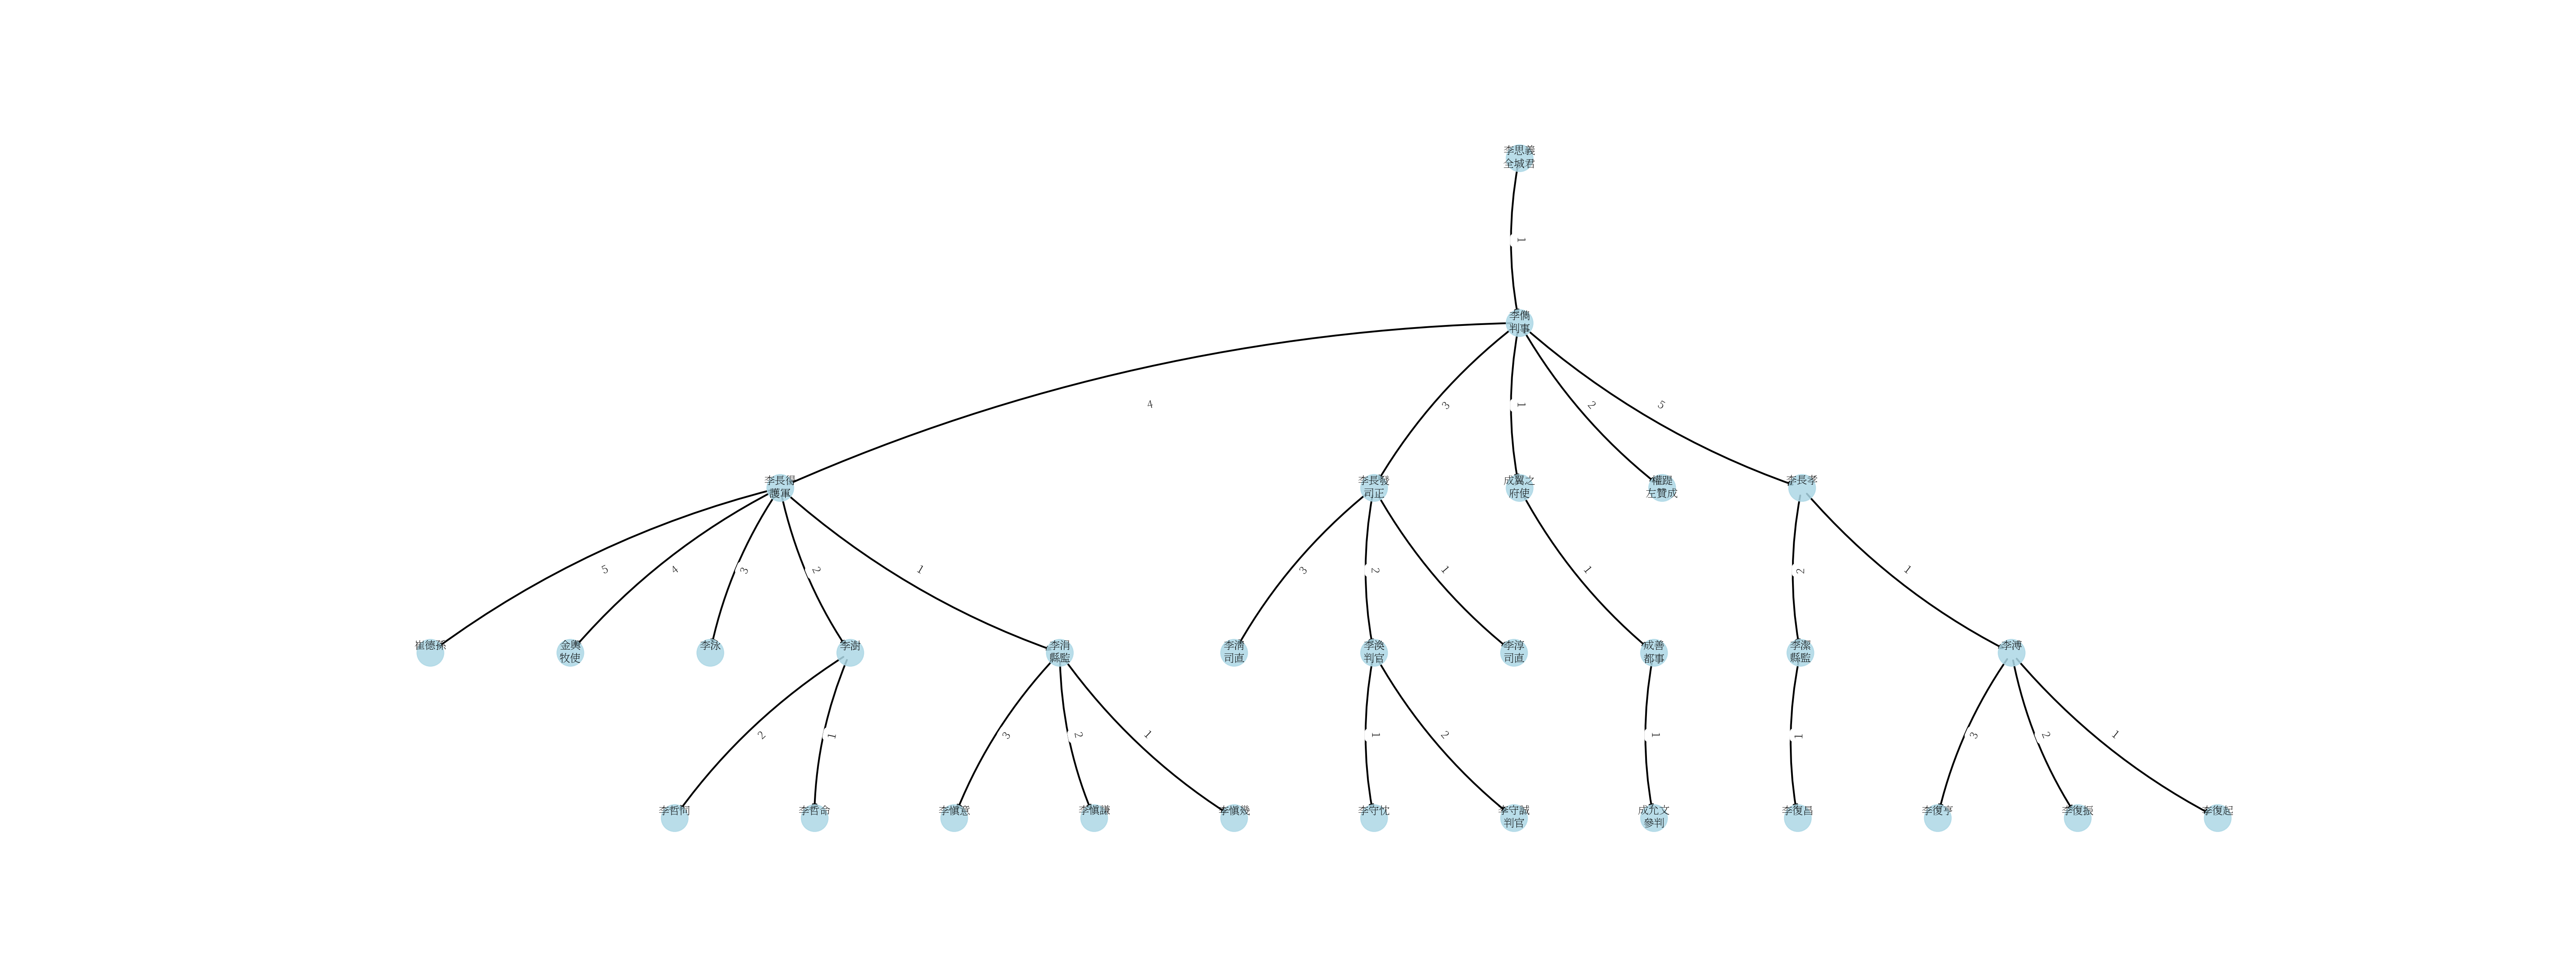 李思義
全城君
1
李儁
判事
4
3
1
2
5
李長得
護軍
李長發
司正
成翼之
府使
權踶
左贊成
李長孝
5
4
3
2
1
3
2
1
1
2
1
崔德孫
金輿
牧使
李泳
李澍
李涓
縣監
李渭
司直
李渙
判官
李淳
司直
成善
都事
李潔
縣監
李溥
2
1
3
2
1
1
2
1
1
3
2
1
李哲同
李哲命
李愼意
李愼謙
李愼幾
李守忱
李守誠
判官
成允文
參判
李復昌
李復亨
李復振
李復起